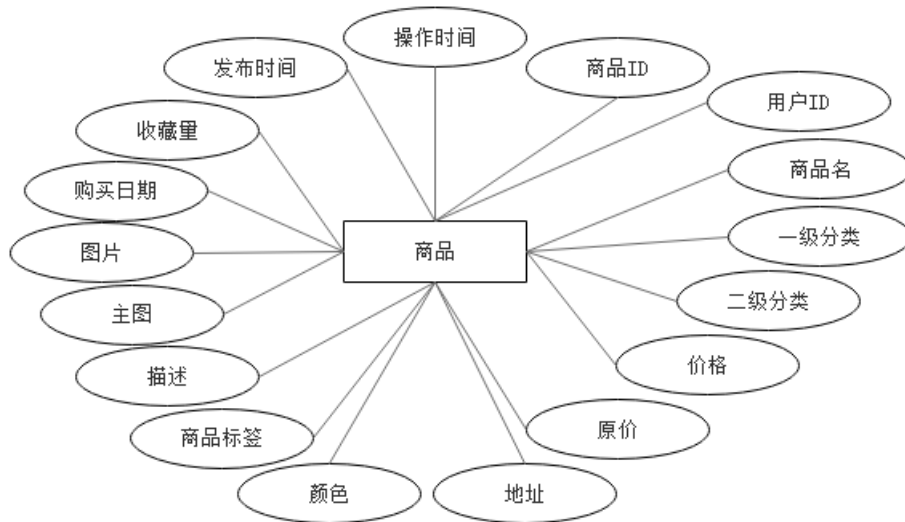 操作时间
发布时间
商品ID
用户ID
收藏量
商品名
购买日期
一级分类
图片
商品
二级分类
主图
价格
描述
原价
商品标签
颜色
地址